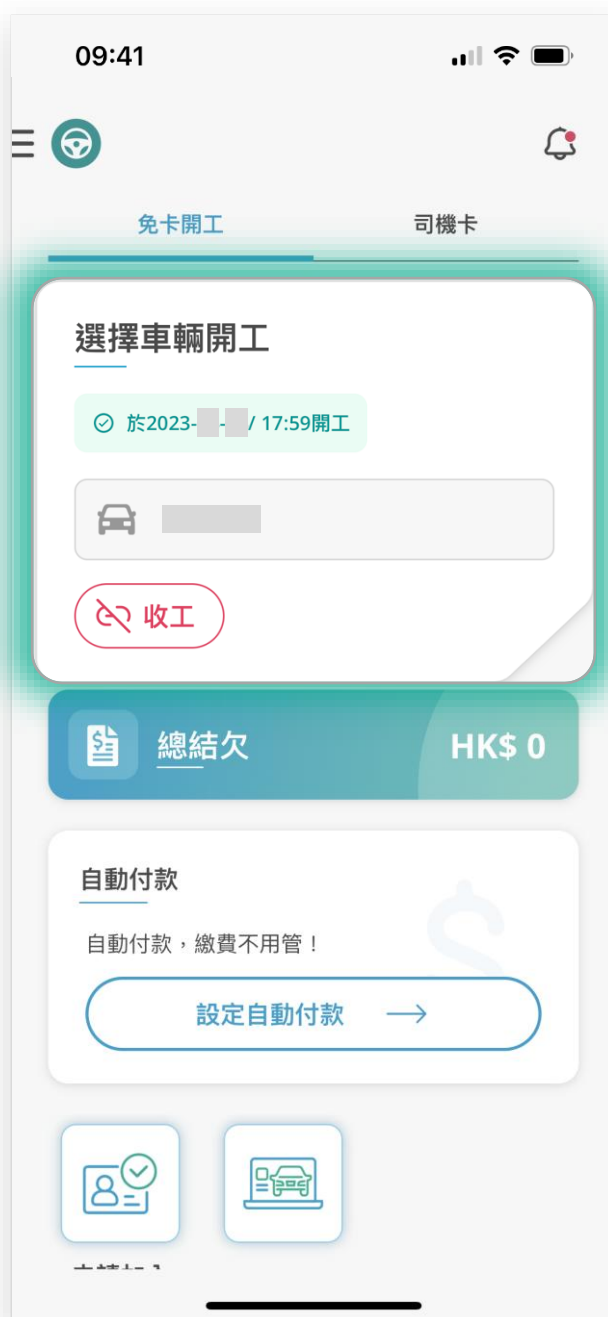 09:41
免卡開工
司機卡
選擇車輛開工
於2023- - / 17:59開工
收工
總結欠
HK$ 0
自動付款
自動付款，繳費不用管！
設定自動付款